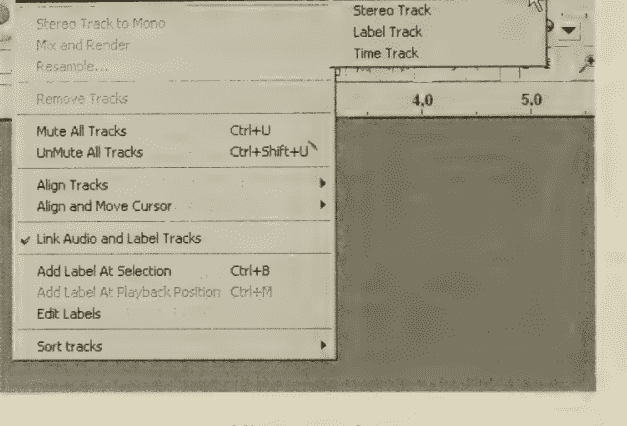 Stereo Track to Mono
Mix and Render
Resample...
Remove Tracks
Mute All Tracks Ctrl+U
UnMute All Tracks Ctrl+Shift+U
Align Tracks
Align and Move Cursor
Link Audio and Label Tracks
Add Label At Selection Ctrl+B
Add Label At Playback Position Ctrl+M
Edit Labels
Sort tracks
Stereo Track
Label Track
Time Track
4,0 5,0